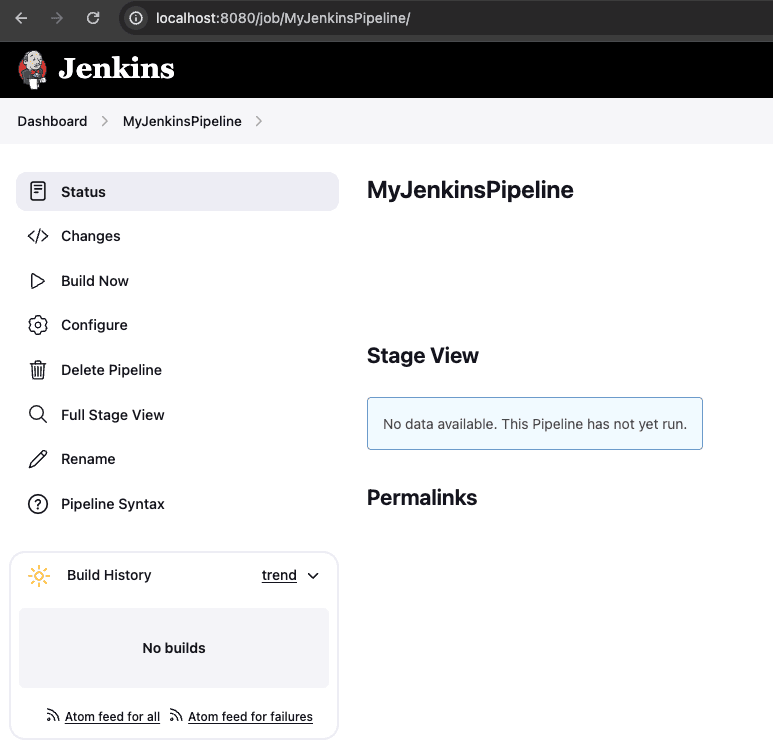 localhost:8080/job/MyJenkinsPipeline/
Jenkins
Dashboard
MyJenkinsPipeline
Status
Changes
Build Now
Configure
Delete Pipeline
Full Stage View
Rename
Pipeline Syntax
Build History
trend
No builds
Atom feed for all
Atom feed for failures
MyJenkinsPipeline
Stage View
No data available. This Pipeline has not yet run.
Permalinks